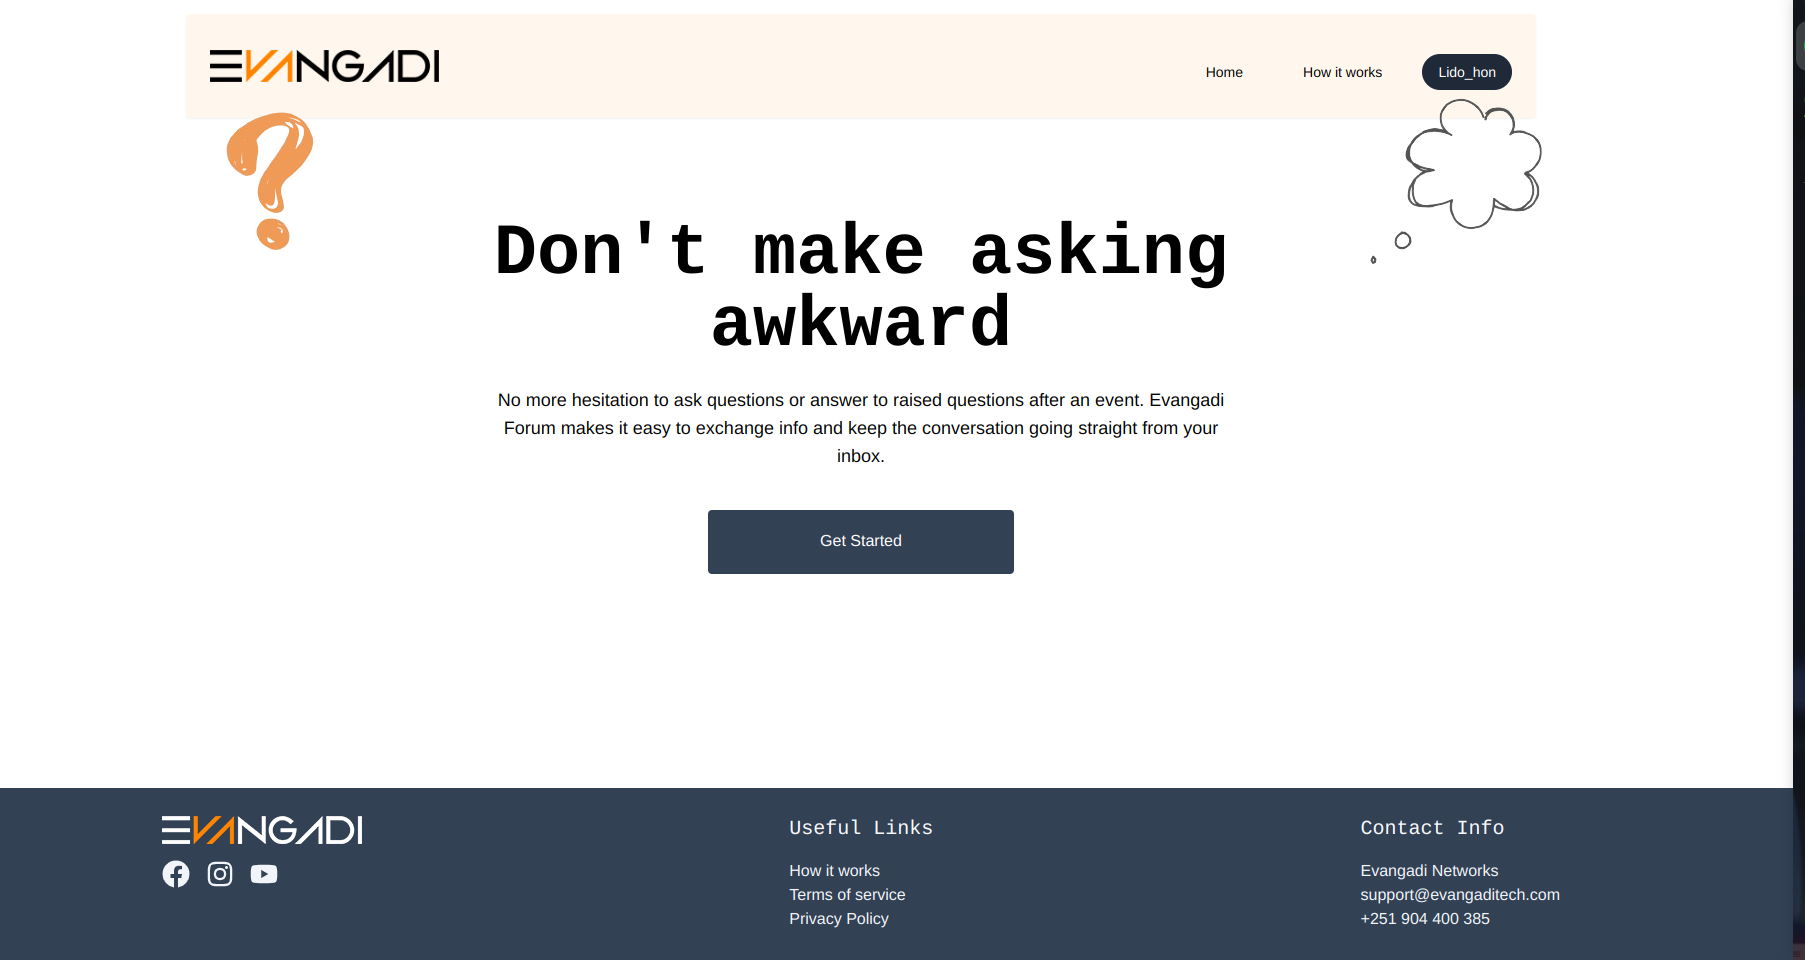 EVANGADI
Home
How it works
Lido_hon
?
Don't make asking
awkward
No more hesitation to ask questions or answer to raised questions after an event. Evangadi
Forum makes it easy to exchange info and keep the conversation going straight from your
inbox.
Get Started
EVANGADI
Useful Links
How it works
Terms of service
Privacy Policy
Contact Info
Evangadi Networks
support@evangaditech.com
+251 904 400 385